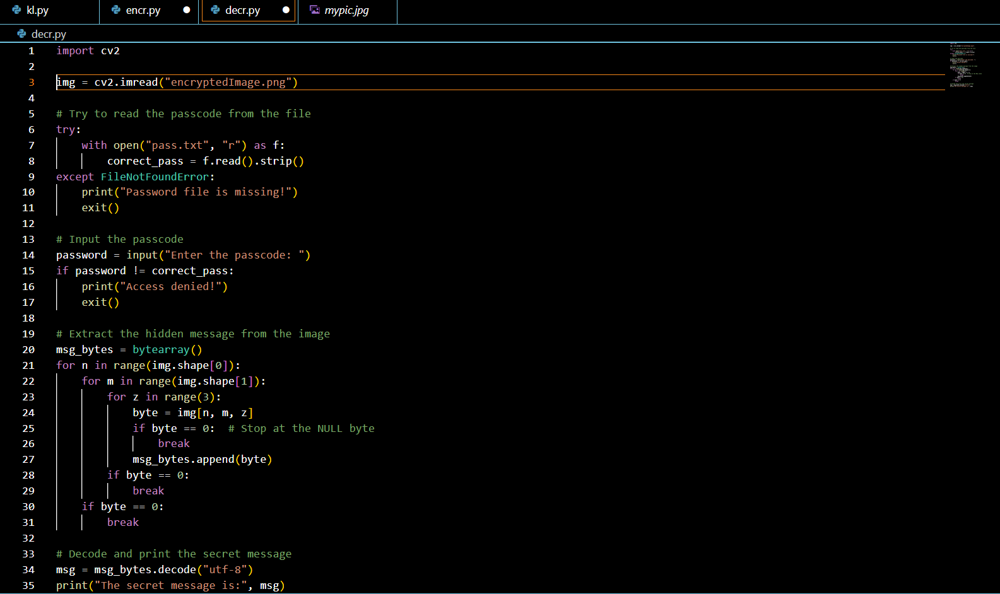 kl.py encr.py decr.py mypic.jpg
decr.py
1 import cv2
2
3 img = cv2.imread("encryptedImage.png")
4
5 # Try to read the passcode from the file
6 try:
7     with open("pass.txt", "r") as f:
8         correct_pass = f.read().strip()
9 except FileNotFoundError:
10     print("Password file is missing!")
11     exit()
12
13 # Input the passcode
14 password = input("Enter the passcode: ")
15 if password != correct_pass:
16     print("Access denied!")
17     exit()
18
19 # Extract the hidden message from the image
20 msg_bytes = bytearray()
21 for n in range(img.shape[0]):
22     for m in range(img.shape[1]):
23         for z in range(3):
24             byte = img[n, m, z]
25             if byte == 0:  # Stop at the NULL byte
26                 break
27             msg_bytes.append(byte)
28         if byte == 0:
29             break
30     if byte == 0:
31         break
32
33 # Decode and print the secret message
34 msg = msg_bytes.decode("utf-8")
35 print("The secret message is:", msg)